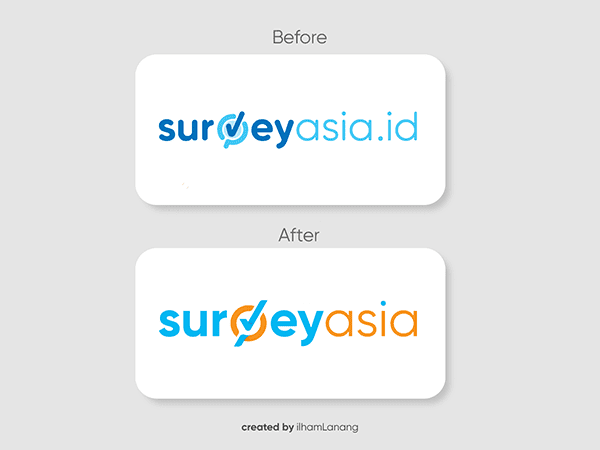 Before
surveyasia.id
After
surveyasia
created by ilhamLanang